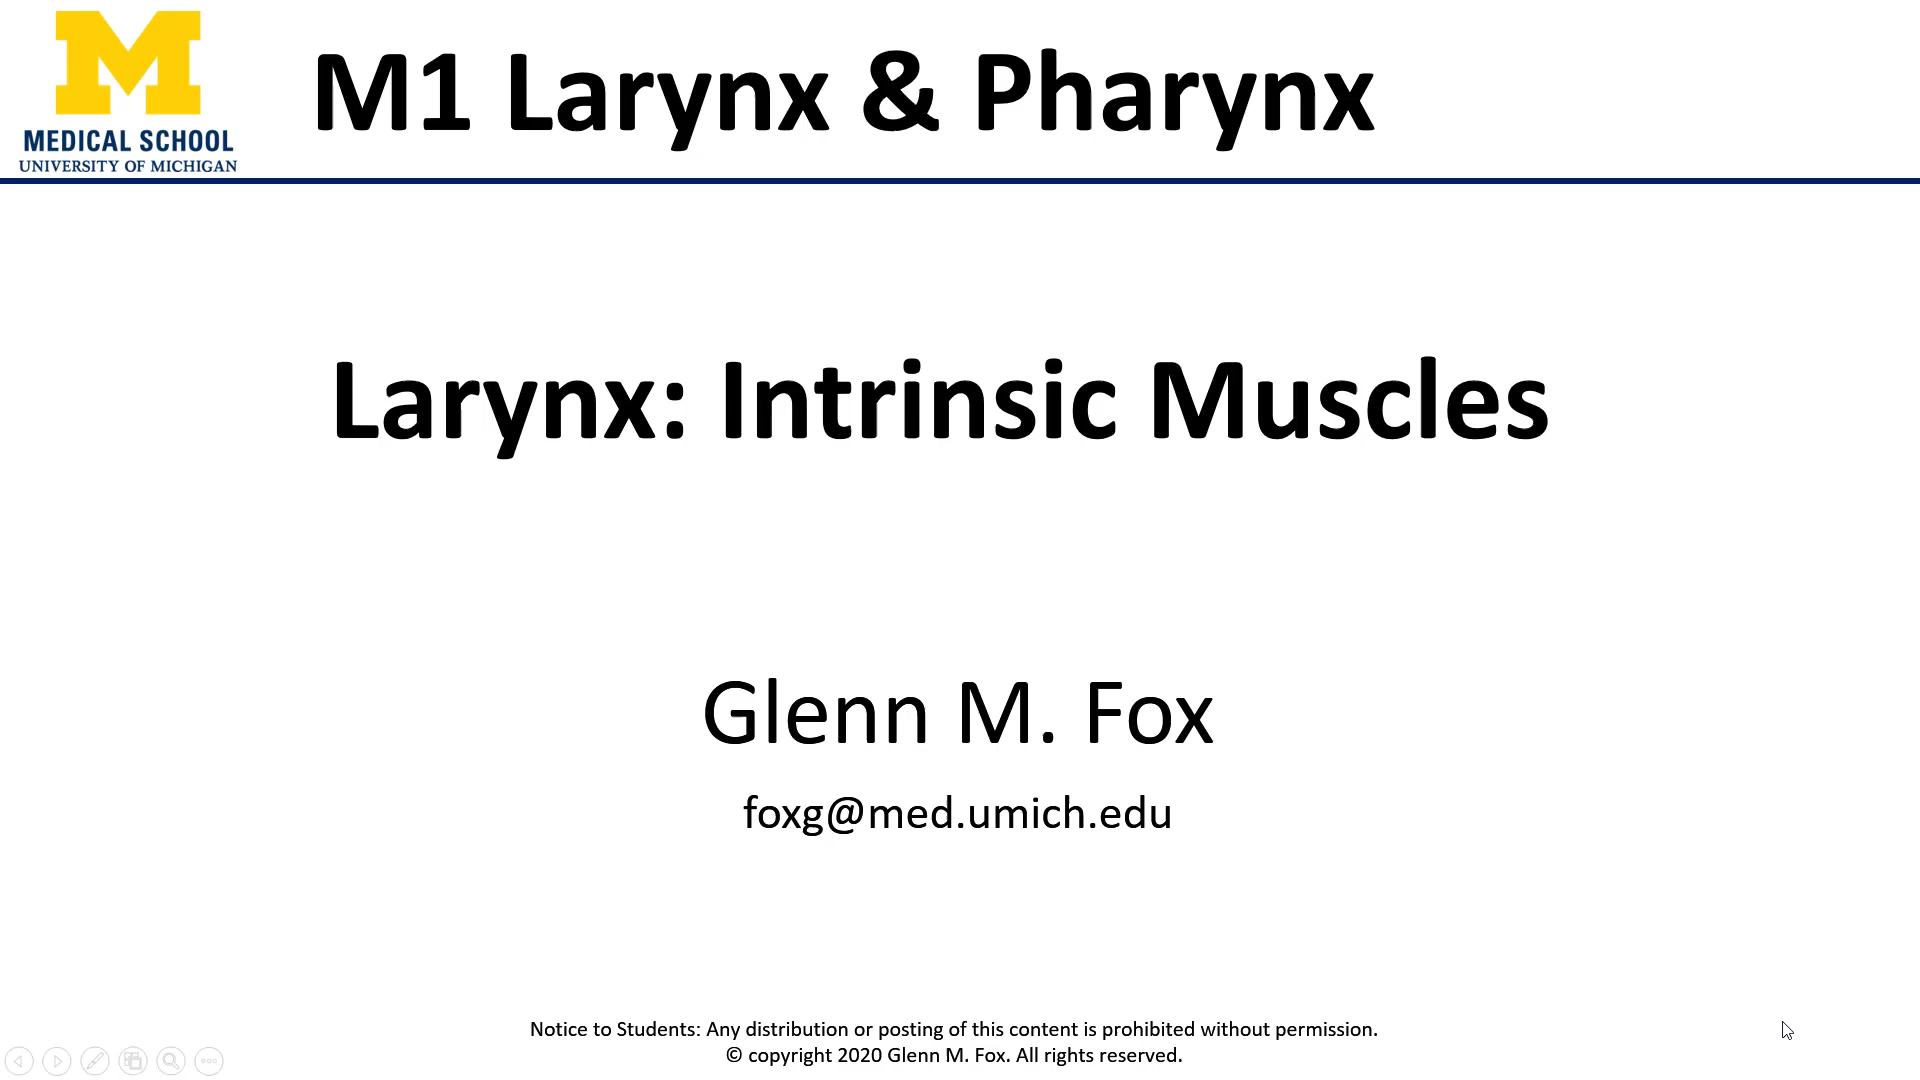 M
MEDICAL SCHOOL
UNIVERSITY OF MICHIGAN
M1 Larynx & Pharynx
Larynx: Intrinsic Muscles
Glenn M. Fox
foxg@med.umich.edu
Notice to Students: Any distribution or posting of this content is prohibited without permission.
© copyright 2020 Glenn M. Fox. All rights reserved.